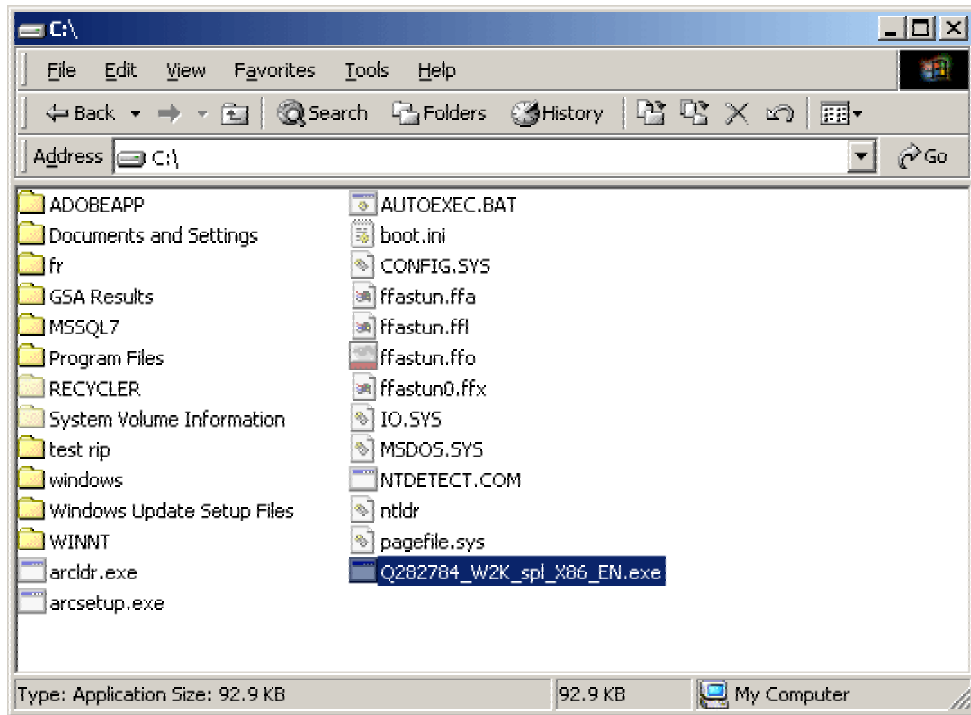 C:\
File Edit View Favorites Tools Help
Back Search Folders History
Address C:\ Go
ADOBEAPP
Documents and Settings
fr
GSA Results
MSSQL7
Program Files
RECYCLER
System Volume Information
test rip
windows
Windows Update Setup Files
WINNT
arcldr.exe
arcsetup.exe
AUTOEXEC.BAT
boot.ini
CONFIG.SYS
ffastun.ffa
ffastun.ffl
ffastun.ffo
ffastun0.ffx
IO.SYS
MSDOS.SYS
NTDETECT.COM
ntldr
pagefile.sys
Q282784_W2K_spl_X86_EN.exe
Type: Application Size: 92.9 KB 92.9 KB My Computer